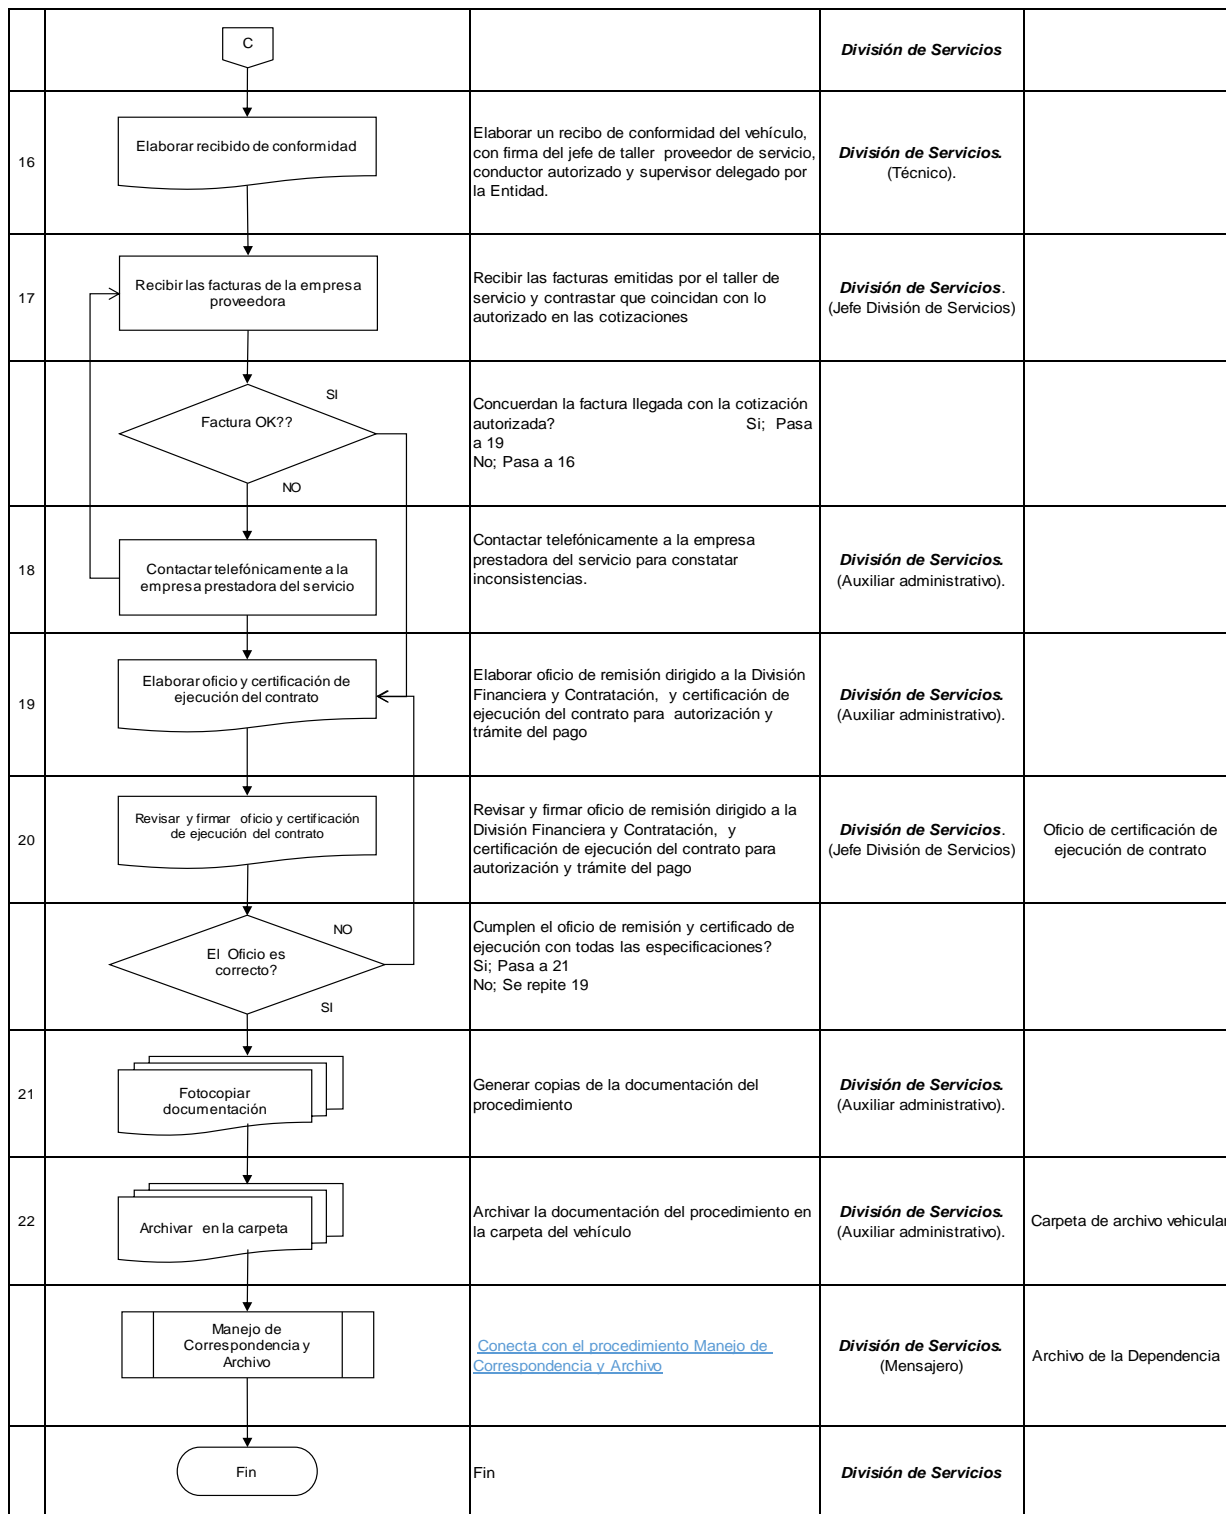 C
División de Servicios
16
Elaborar recibido de conformidad
Elaborar un recibo de conformidad del vehículo,
con firma del jefe de taller proveedor de servicio,
conductor autorizado y supervisor delegado por
la Entidad.
División de Servicios.
(Técnico).
17
Recibir las facturas de la empresa
proveedora
Recibir las facturas emitidas por el taller de
servicio y contrastar que coincidan con lo
autorizado en las cotizaciones
División de Servicios.
(Jefe División de Servicios)
SI
Factura OK??
NO
Concuerdan la factura llegada con la cotización
autorizada? Si; Pasa
a 19
No; Pasa a 16
18
Contactar telefónicamente a la
empresa prestadora del servicio
Contactar telefónicamente a la empresa
prestadora del servicio para constatar
inconsistencias.
División de Servicios.
(Auxiliar administrativo).
19
Elaborar oficio y certificación de
ejecución del contrato
Elaborar oficio de remisión dirigido a la División
Financiera y Contratación, y certificación de
ejecución del contrato para autorización y
trámite del pago
División de Servicios.
(Auxiliar administrativo).
20
Revisar y firmar oficio y certificación
de ejecución del contrato
Revisar y firmar oficio de remisión dirigido a la
División Financiera y Contratación, y
certificación de ejecución del contrato para
autorización y trámite del pago
División de Servicios.
(Jefe División de Servicios)
Oficio de certificación de
ejecución de contrato
NO
El Oficio es
correcto?
SI
Cumplen el oficio de remisión y certificado de
ejecución con todas las especificaciones?
Si; Pasa a 21
No; Se repite 19
21
Fotocopiar
documentación
Generar copias de la documentación del
procedimiento
División de Servicios.
(Auxiliar administrativo).
22
Archivar en la carpeta
Archivar la documentación del procedimiento en
la carpeta del vehículo
División de Servicios.
(Auxiliar administrativo).
Carpeta de archivo vehicular
Manejo de
Correspondencia y
Archivo
Conecta con el procedimiento Manejo de
Correspondencia y Archivo
División de Servicios.
(Mensajero)
Archivo de la Dependencia
Fin
Fin
División de Servicios